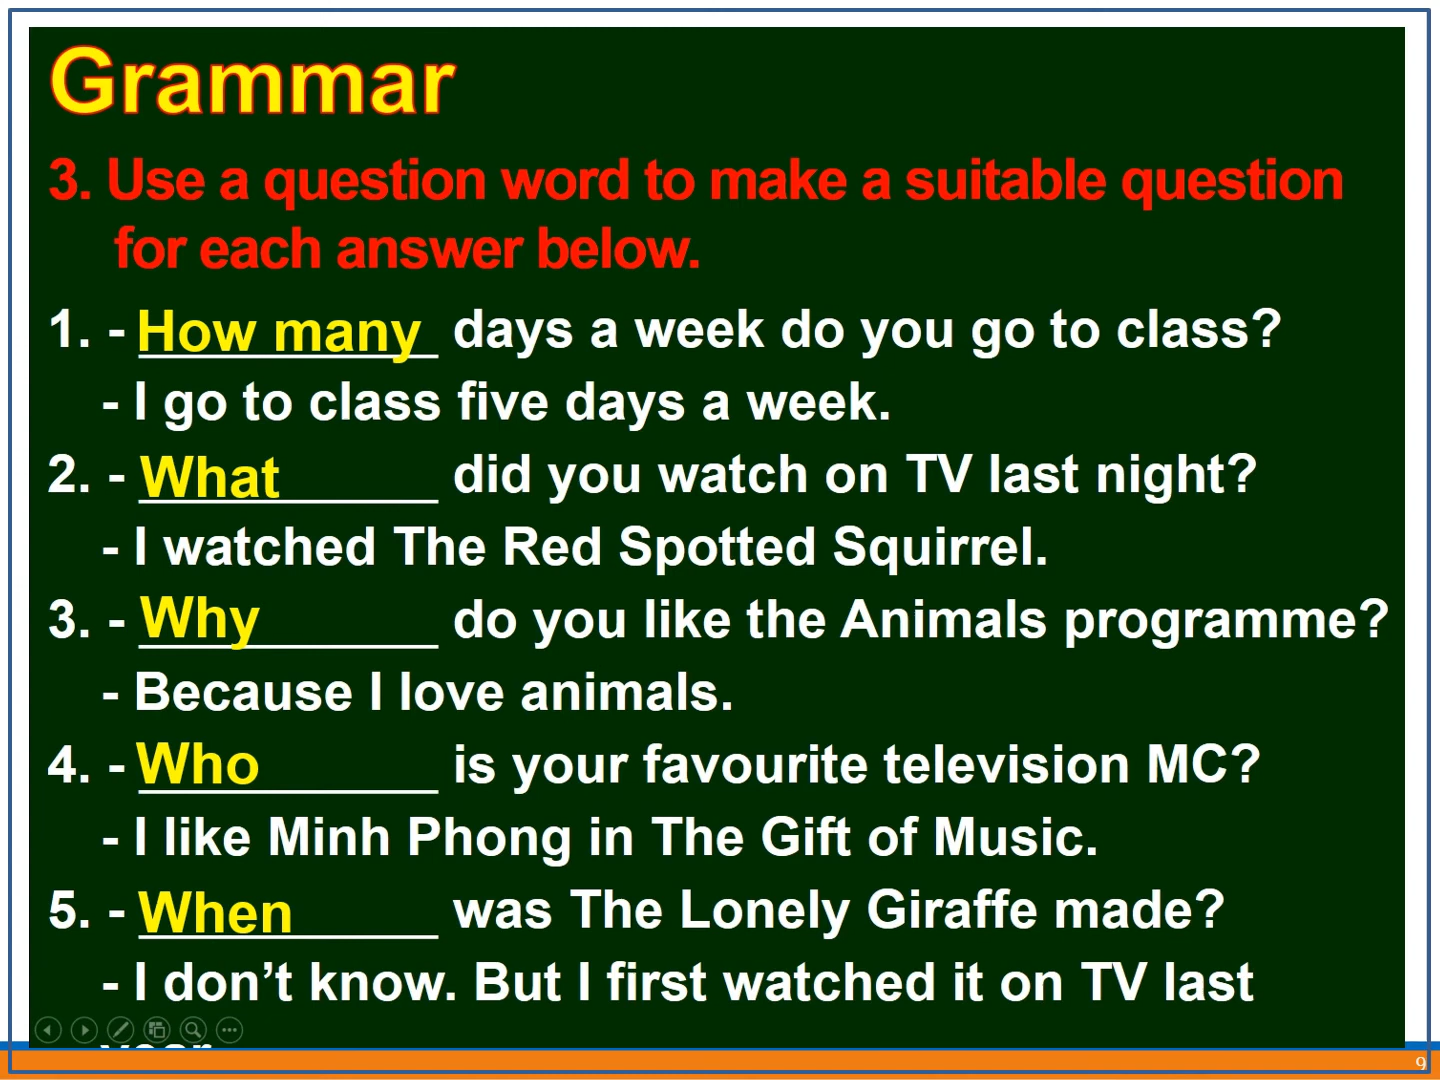 Grammar
3. Use a question word to make a suitable question
for each answer below.
1. - How many days a week do you go to class?
- I go to class five days a week.
2. - What did you watch on TV last night?
- I watched The Red Spotted Squirrel.
3. - Why do you like the Animals programme?
- Because I love animals.
4. - Who is your favourite television MC?
- I like Minh Phong in The Gift of Music.
5. - When was The Lonely Giraffe made?
- I don’t know. But I first watched it on TV last
9